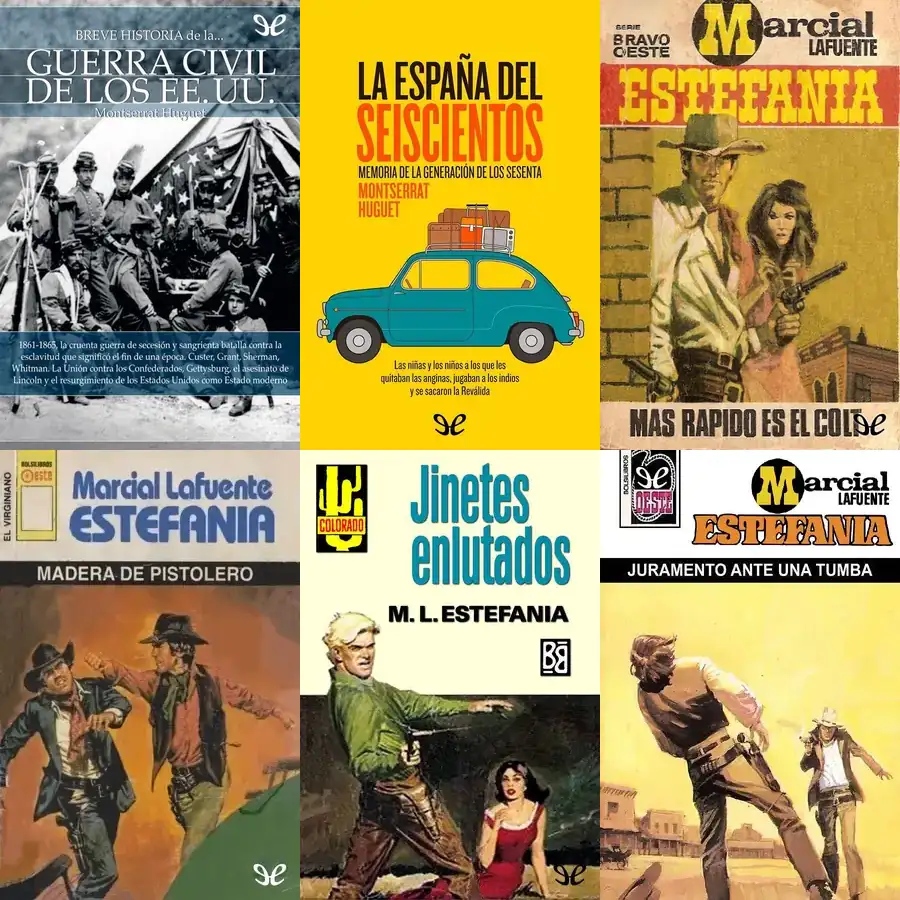 BREVE HISTORIA de la...
GUERRA CIVIL
DE LOS EE. UU.
Montserrat Huguet
1861-1865, la cruenta guerra de secesión y sangrienta batalla contra la
esclavitud que significó el fin de una época. Custer, Grant, Sherman,
Whitman. La Unión contra los Confederados, Gettysburg, el asesinato de
Lincoln y el resurgimiento de los Estados Unidos como Estado moderno
LA ESPAÑA DEL
SEISCIENTOS
MEMORIA DE LA GENERACIÓN DE LOS SESENTA
MONTSERRAT
HUGUET
Las niñas y los niños a los que les
quitaban las anginas, jugaban a los indios
y se sacaron la Reválida
SERIE
BRAVO
OESTE
Marcial
LAFUENTE
ESTEFANIA
MAS RAPIDO ES EL COLT
EL VIRGINIANO
BOLSILIBROS
Oeste
Marcial Lafuente
ESTEFANIA
MADERA DE PISTOLERO
COLORADO
Jinetes
enlutados
M. L. ESTEFANIA
BB
BOLSILIBROS
OESTE
Marcial
LAFUENTE
ESTEFANIA
JURAMENTO ANTE UNA TUMBA